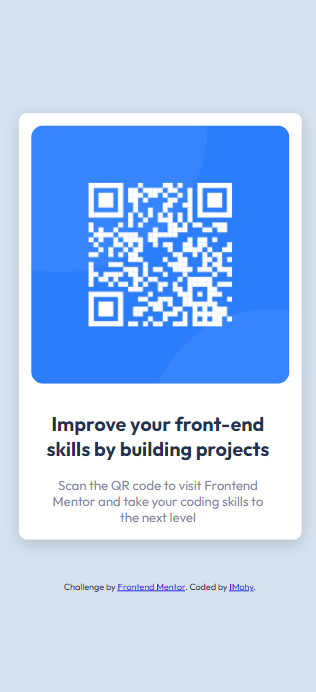 Improve your front-end
skills by building projects
Scan the QR code to visit Frontend
Mentor and take your coding skills to
the next level
Challenge by Frontend Mentor. Coded by IMohy.